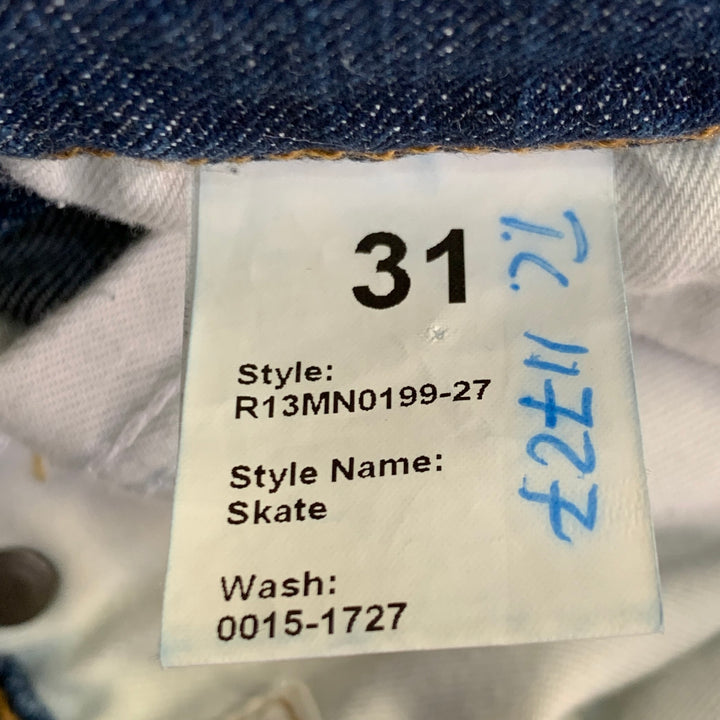 31
Style:
R13MN0199-27
Style Name:
Skate
Wash:
0015-1727